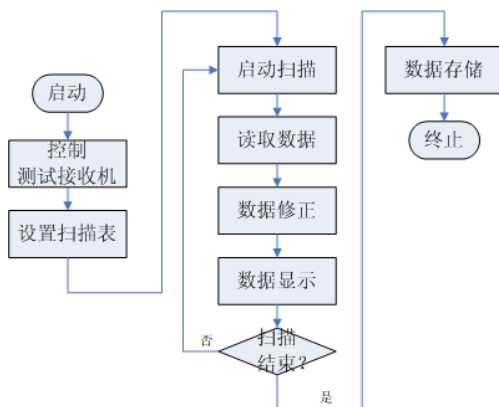 启动
控制
测试接收机
设置扫描表
启动扫描
读取数据
数据修正
数据显示
扫描
结束？
否
是
数据存储
终止